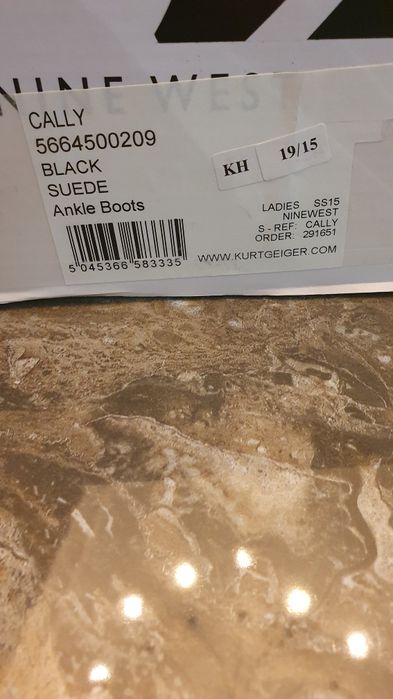 NINE WEST
CALLY
5664500209
BLACK
SUEDE
Ankle Boots
KH 19/15
LADIES SS15
NINEWEST
S - REF: CALLY
ORDER: 291651
5 045366 583335
WWW.KURTGEIGER.COM